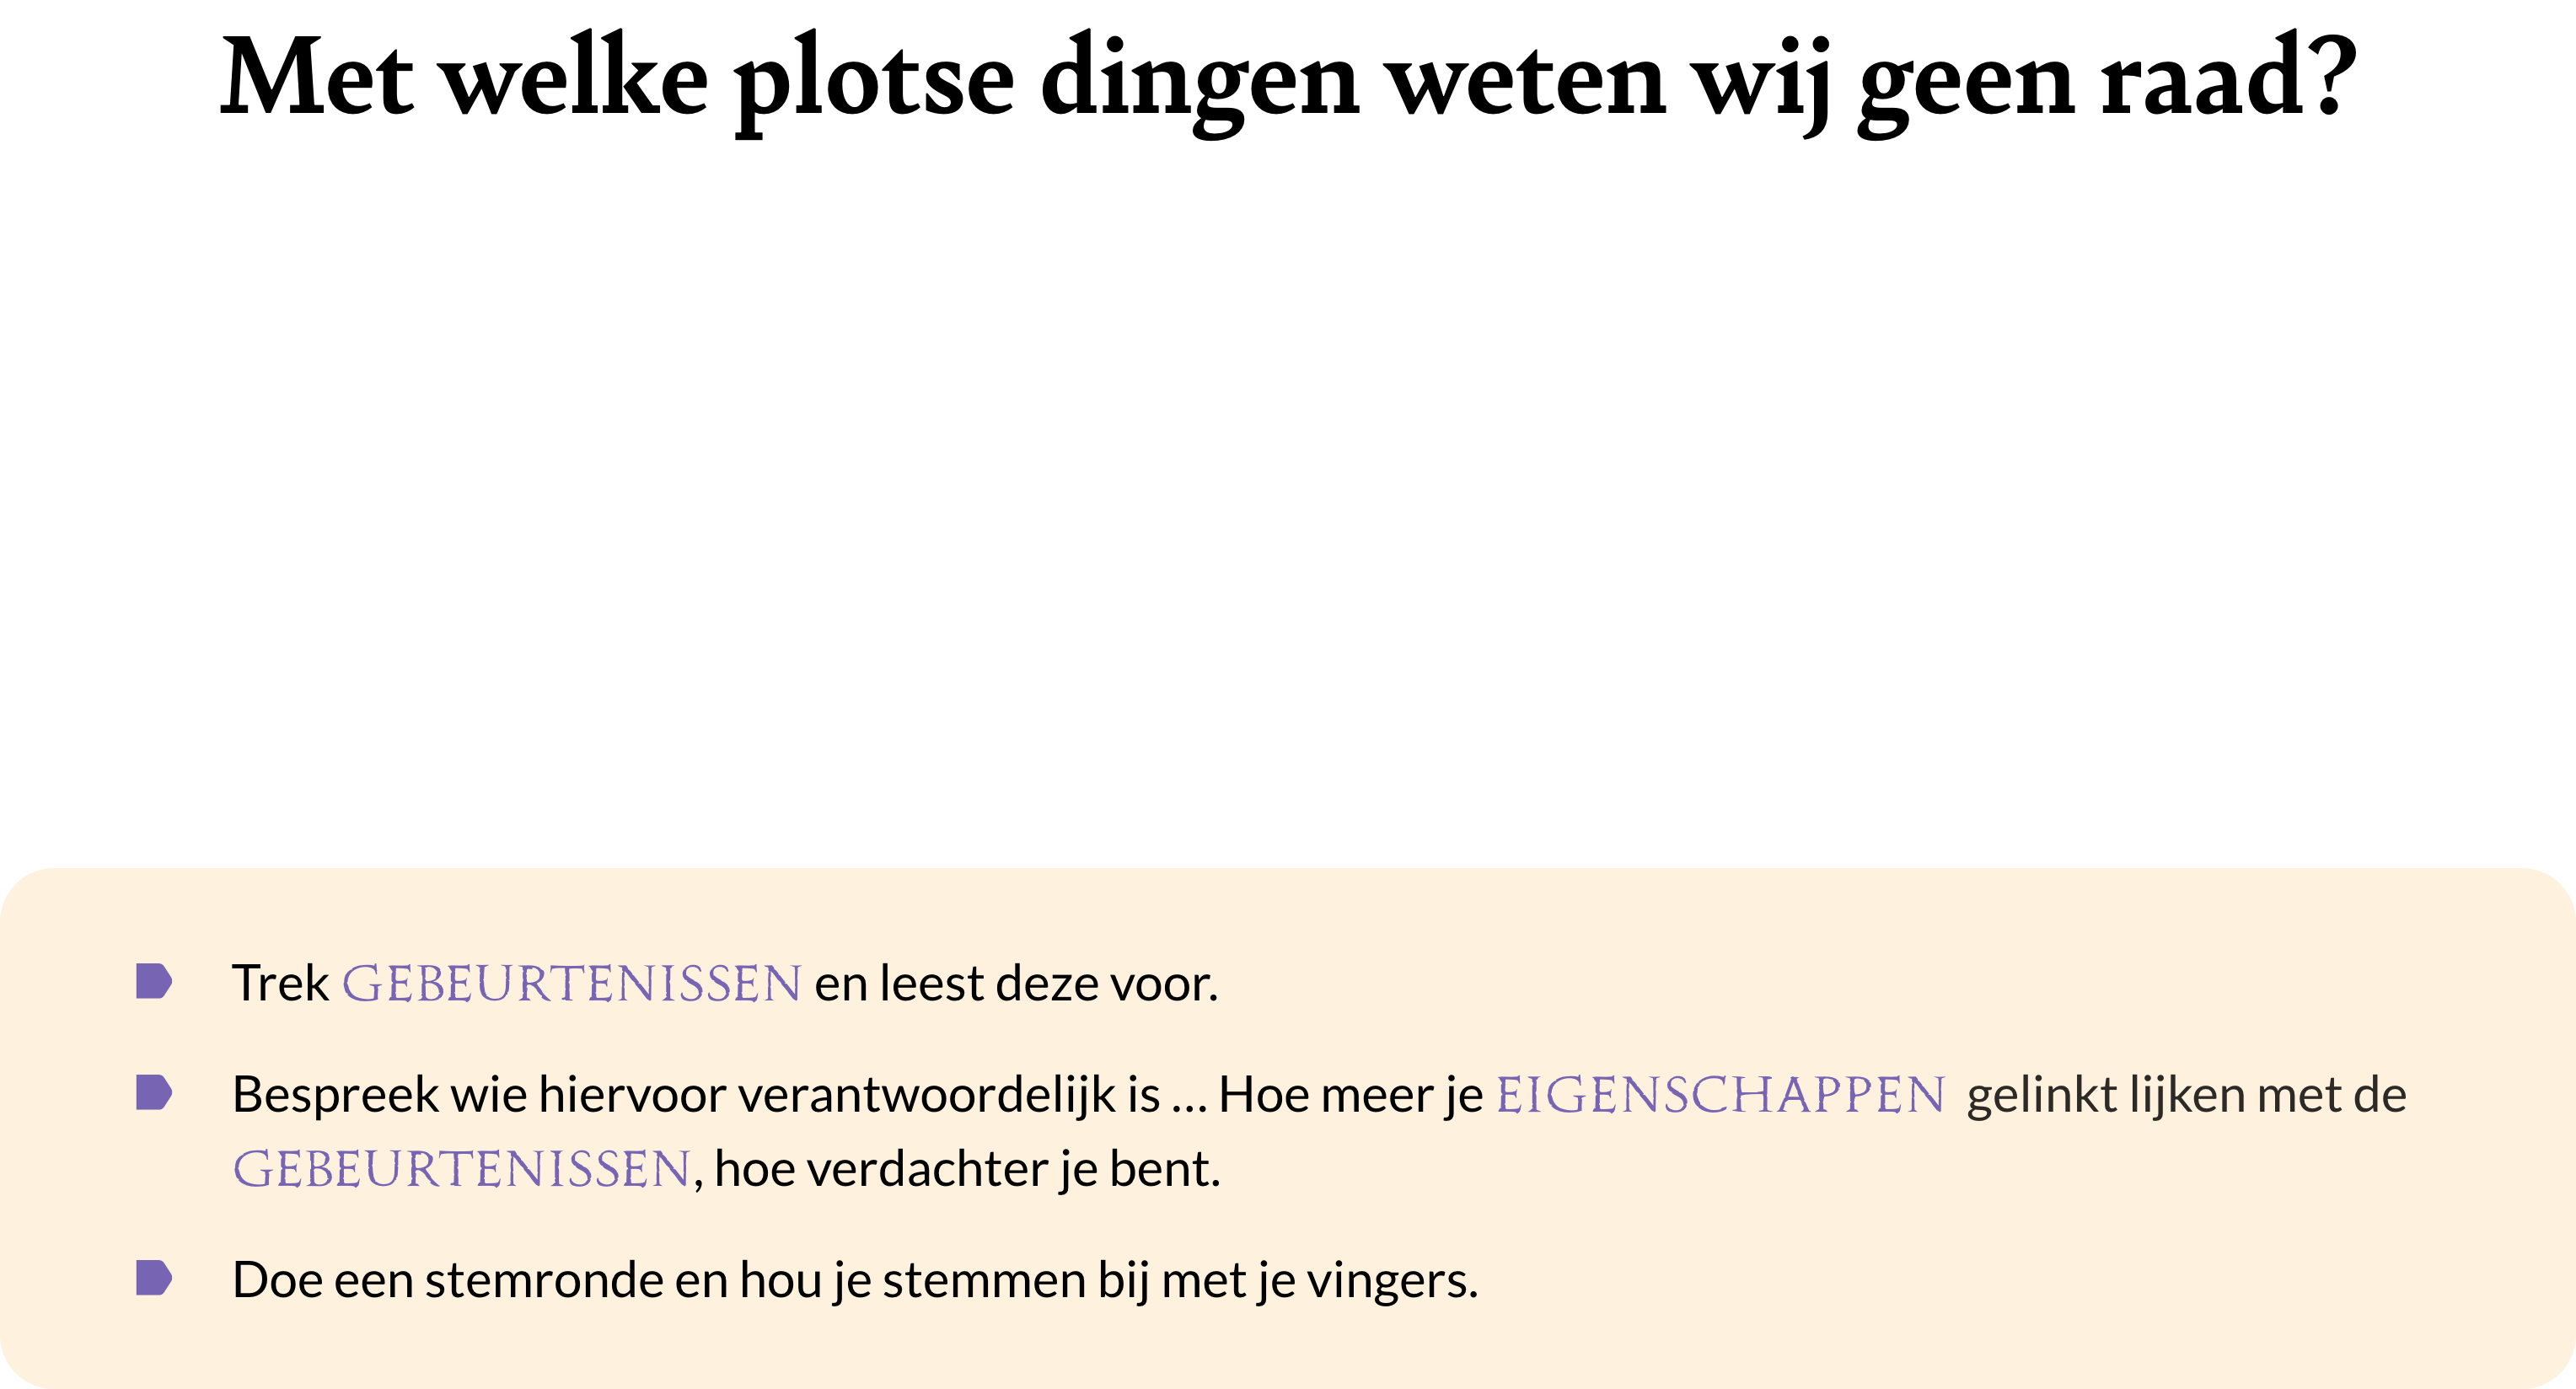 Met welke plotse dingen weten wij geen raad?
Trek GEBEURTENISSEN en leest deze voor.
Bespreek wie hiervoor verantwoordelijk is ... Hoe meer je EIGENSCHAPPEN gelinkt lijken met de
GEBEURTENISSEN, hoe verdachter je bent.
Doe een stemronde en hou je stemmen bij met je vingers.